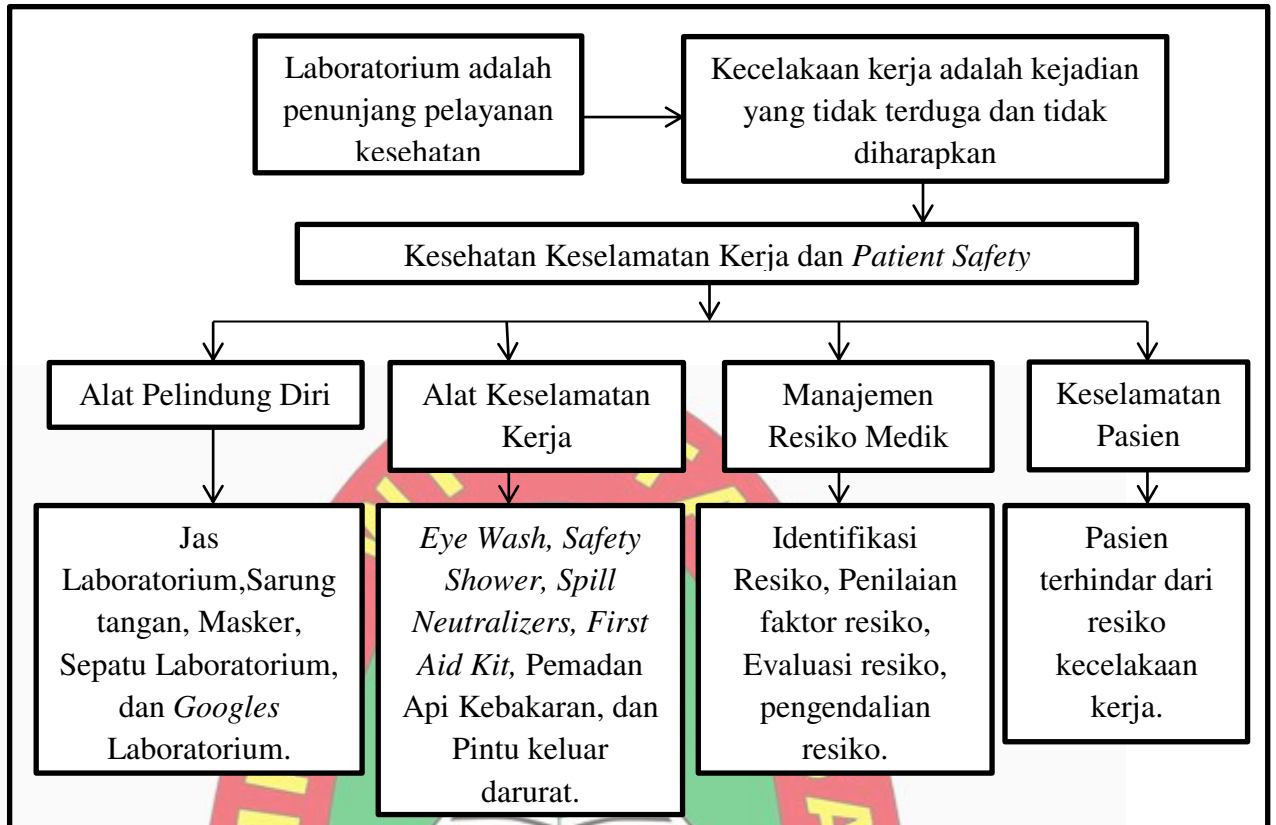 Laboratorium adalah
penunjang pelayanan
kesehatan
Kecelakaan kerja adalah kejadian
yang tidak terduga dan tidak
diharapkan
Kesehatan Keselamatan Kerja dan Patient Safety
Alat Pelindung Diri
Alat Keselamatan
Kerja
Manajemen
Resiko Medik
Keselamatan
Pasien
Jas
Laboratorium,Sarung
tangan, Masker,
Sepatu Laboratorium,
dan Googles
Laboratorium.
Eye Wash, Safety
Shower, Spill
Neutralizers, First
Aid Kit, Pemadan
Api Kebakaran, dan
Pintu keluar
darurat.
Identifikasi
Resiko, Penilaian
faktor resiko,
Evaluasi resiko,
pengendalian
resiko.
Pasien
terhindar dari
resiko
kecelakaan
kerja.